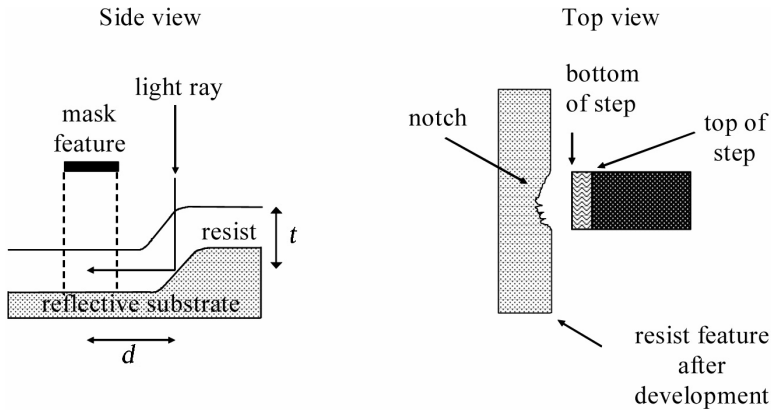 Side view
light ray
mask
feature
resist
t
reflective substrate
d
Top view
bottom
of step
notch
top of
step
resist feature
after
development